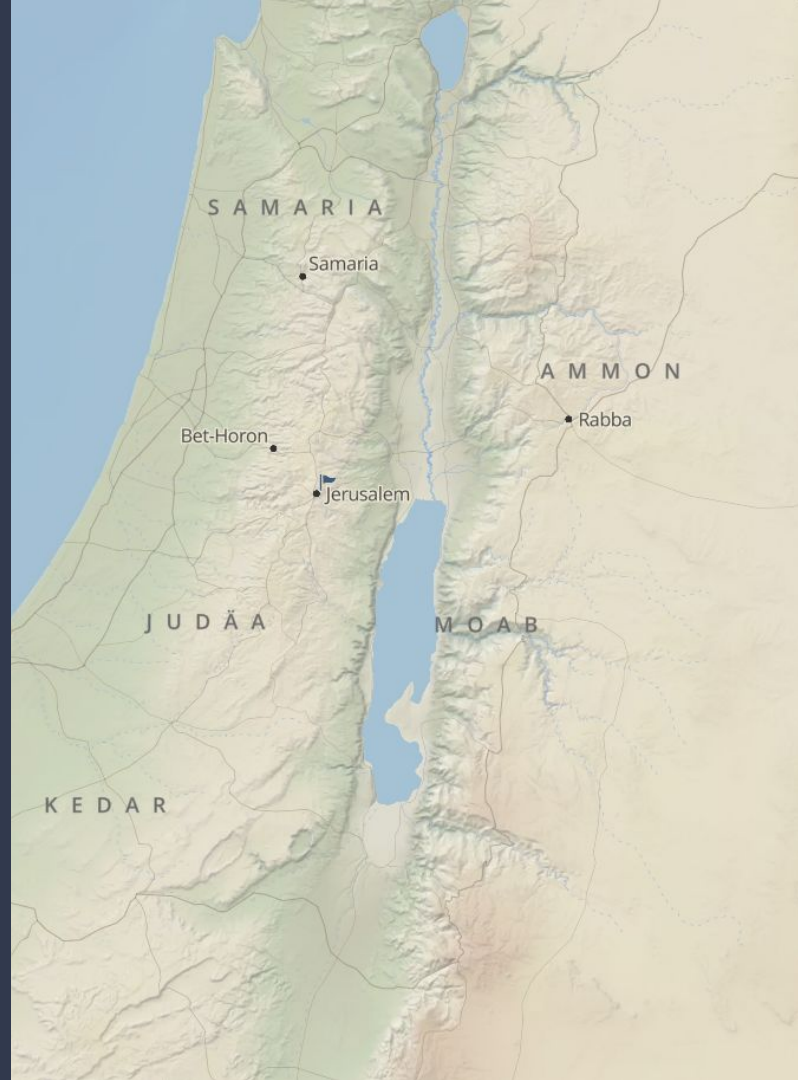 SAMARIA
Samaria
AMMON
Rabba
Bet-Horon
Jerusalem
JUDÄA
MOAB
KEDAR